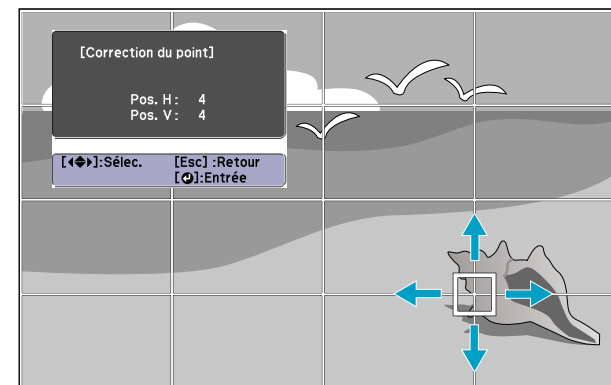 [Correction du point]
Pos. H: 4
Pos. V: 4
[◂◆▸]:Sélec. [Esc] :Retour
[↵]:Entrée